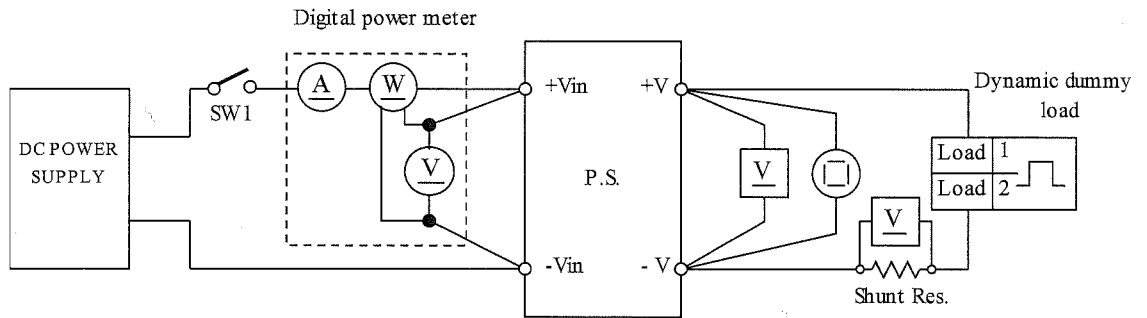 Digital power meter
A
W
V
SW1
DC POWER
SUPPLY
+Vin
-Vin
P.S.
+V
- V
V
Dynamic dummy
load
Load 1
Load 2
V
Shunt Res.